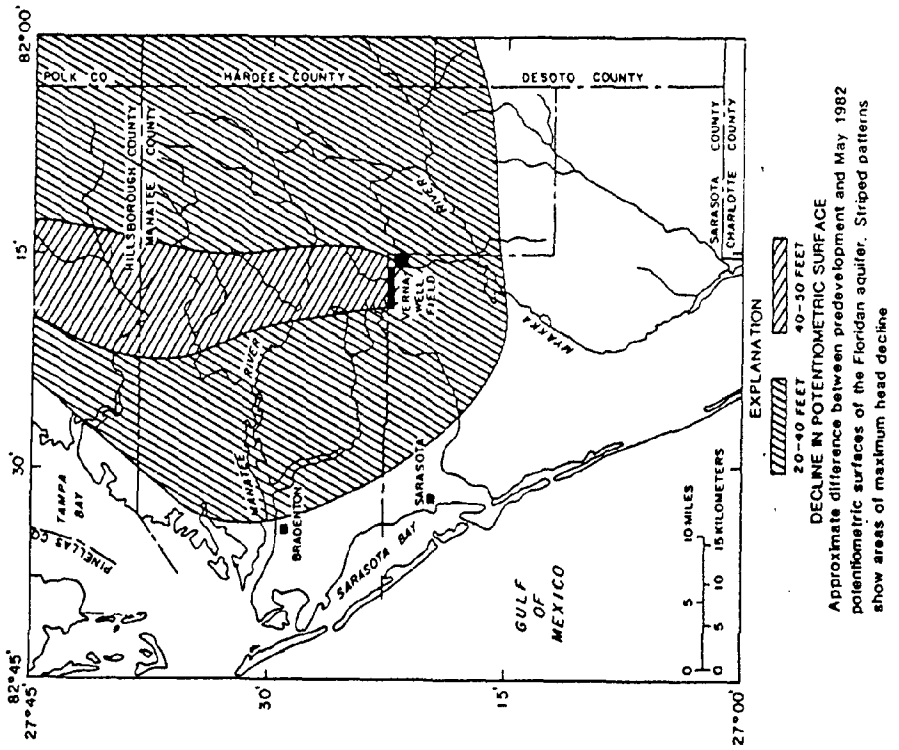 82°45'
30'
15'
82°00'
27°45'
30'
15'
27°00'
PINELLAS CO
TAMPA
BAY
POLK CO
HARDEE COUNTY
HILLSBOROUGH COUNTY
MANATEE COUNTY
DESOTO COUNTY
MANATEE RIVER
BRADENTON
VERNA
WELL
FIELD
RIVER
MYAKKA
SARASOTA
SARASOTA BAY
GULF
OF
MEXICO
SARASOTA COUNTY
CHARLOTTE COUNTY
0 5 10 MILES
0 5 10 15 KILOMETERS
EXPLANATION
20-40 FEET
40-50 FEET
DECLINE IN POTENTIOMETRIC SURFACE
Approximate difference between predevelopment and May 1982
potentiometric surfaces of the Floridan aquifer. Striped patterns
show areas of maximum head decline